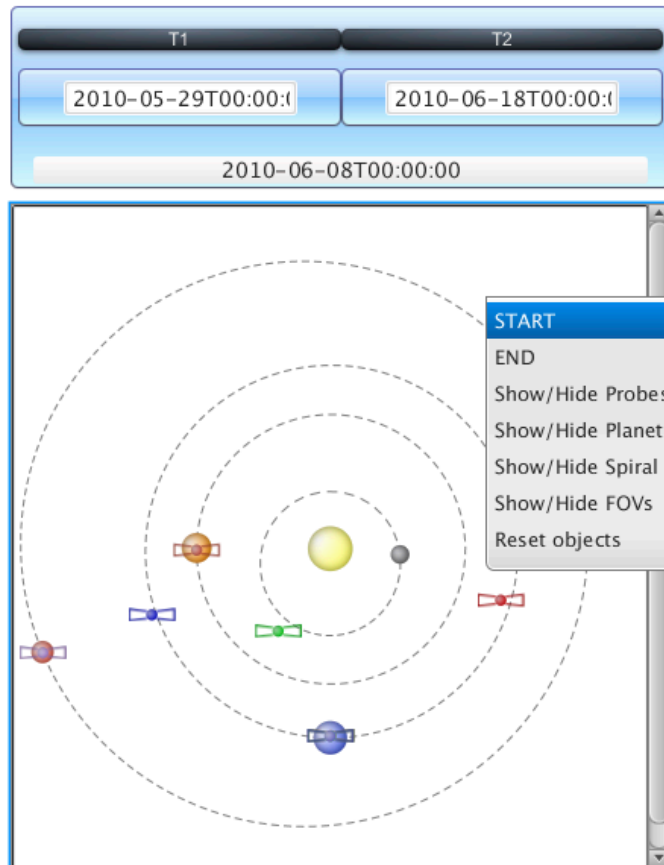 T1 T2
2010-05-29T00:00:( 2010-06-18T00:00:(
2010-06-08T00:00:00
START
END
Show/Hide Probes
Show/Hide Planet
Show/Hide Spiral
Show/Hide FOVs
Reset objects